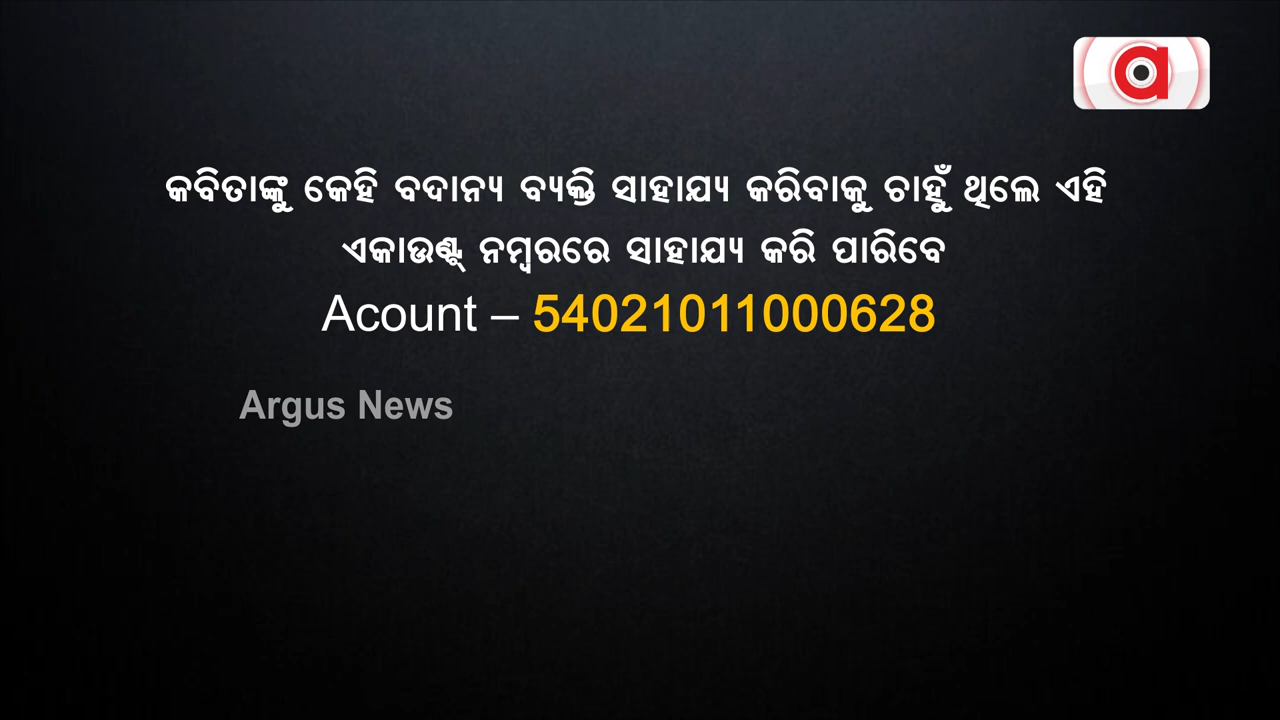 କବିତାଙ୍କୁ କେହି ବଦାନ୍ୟ ବ୍ୟକ୍ତି ସାହାଯ୍ୟ କରିବାକୁ ଚାହୁଁ ଥିଲେ ଏହି
ଏକାଉଣ୍ଟ୍ ନମ୍ବରରେ ସାହାଯ୍ୟ କରି ପାରିବେ
Acount – 54021011000628
Argus News